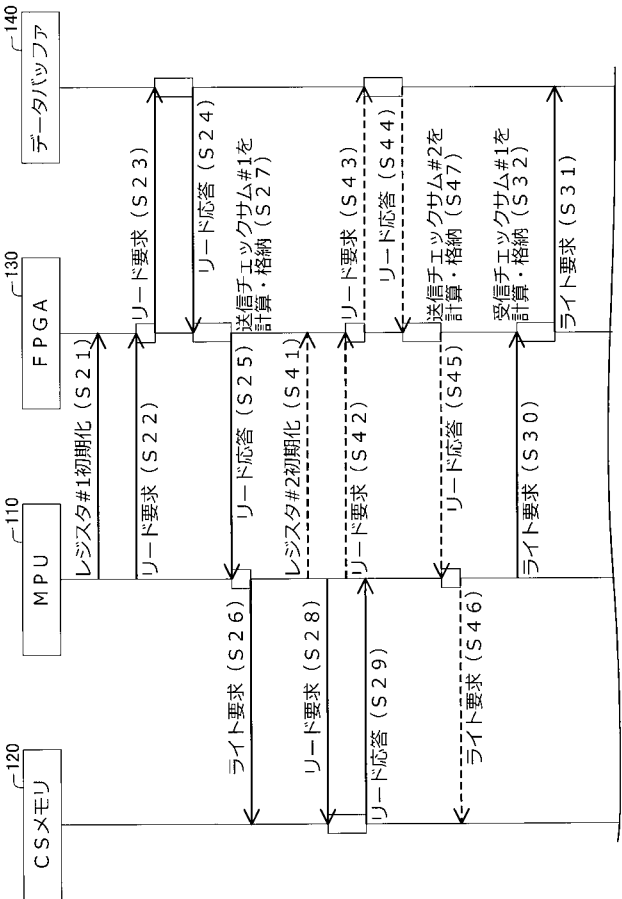 120
CSメモリ
110
MPU
130
FPGA
140
データバッファ
レジスタ#1初期化(S21)
リード要求(S22)
リード要求(S23)
リード応答(S24)
リード応答(S25)
ライト要求(S26)
送信チェックサム#1を
計算・格納(S27)
リード要求(S28)
レジスタ#2初期化(S41)
リード要求(S42)
リード要求(S43)
リード応答(S29)
リード応答(S44)
送信チェックサム#2を
計算・格納(S47)
リード応答(S45)
ライト要求(S46)
ライト要求(S30)
受信チェックサム#1を
計算・格納(S32)
ライト要求(S31)